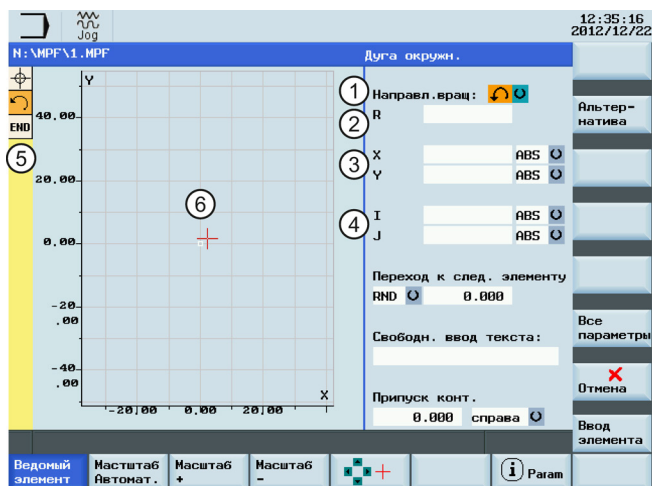 Jog
12:35:16
2012/12/22
N:\MPF\1.MPF
Дуга окружн.
Y
END
40,00
20,00
0,00
-20
.00
-40
.00
-20,00 0,00 20,00
X
5
6
1 Направл.вращ:
2 R
3 X ABS
Y ABS
4 I ABS
J ABS
Переход к след. элементу
RND 0.000
Свободн. ввод текста:
Припуск конт.
0.000 справа
Альтер-
натива
Все
параметры
Отмена
Ввод
элемента
Ведомый
элемент
Мастштаб
Автомат.
Масштаб
+
Масштаб
-
i Param